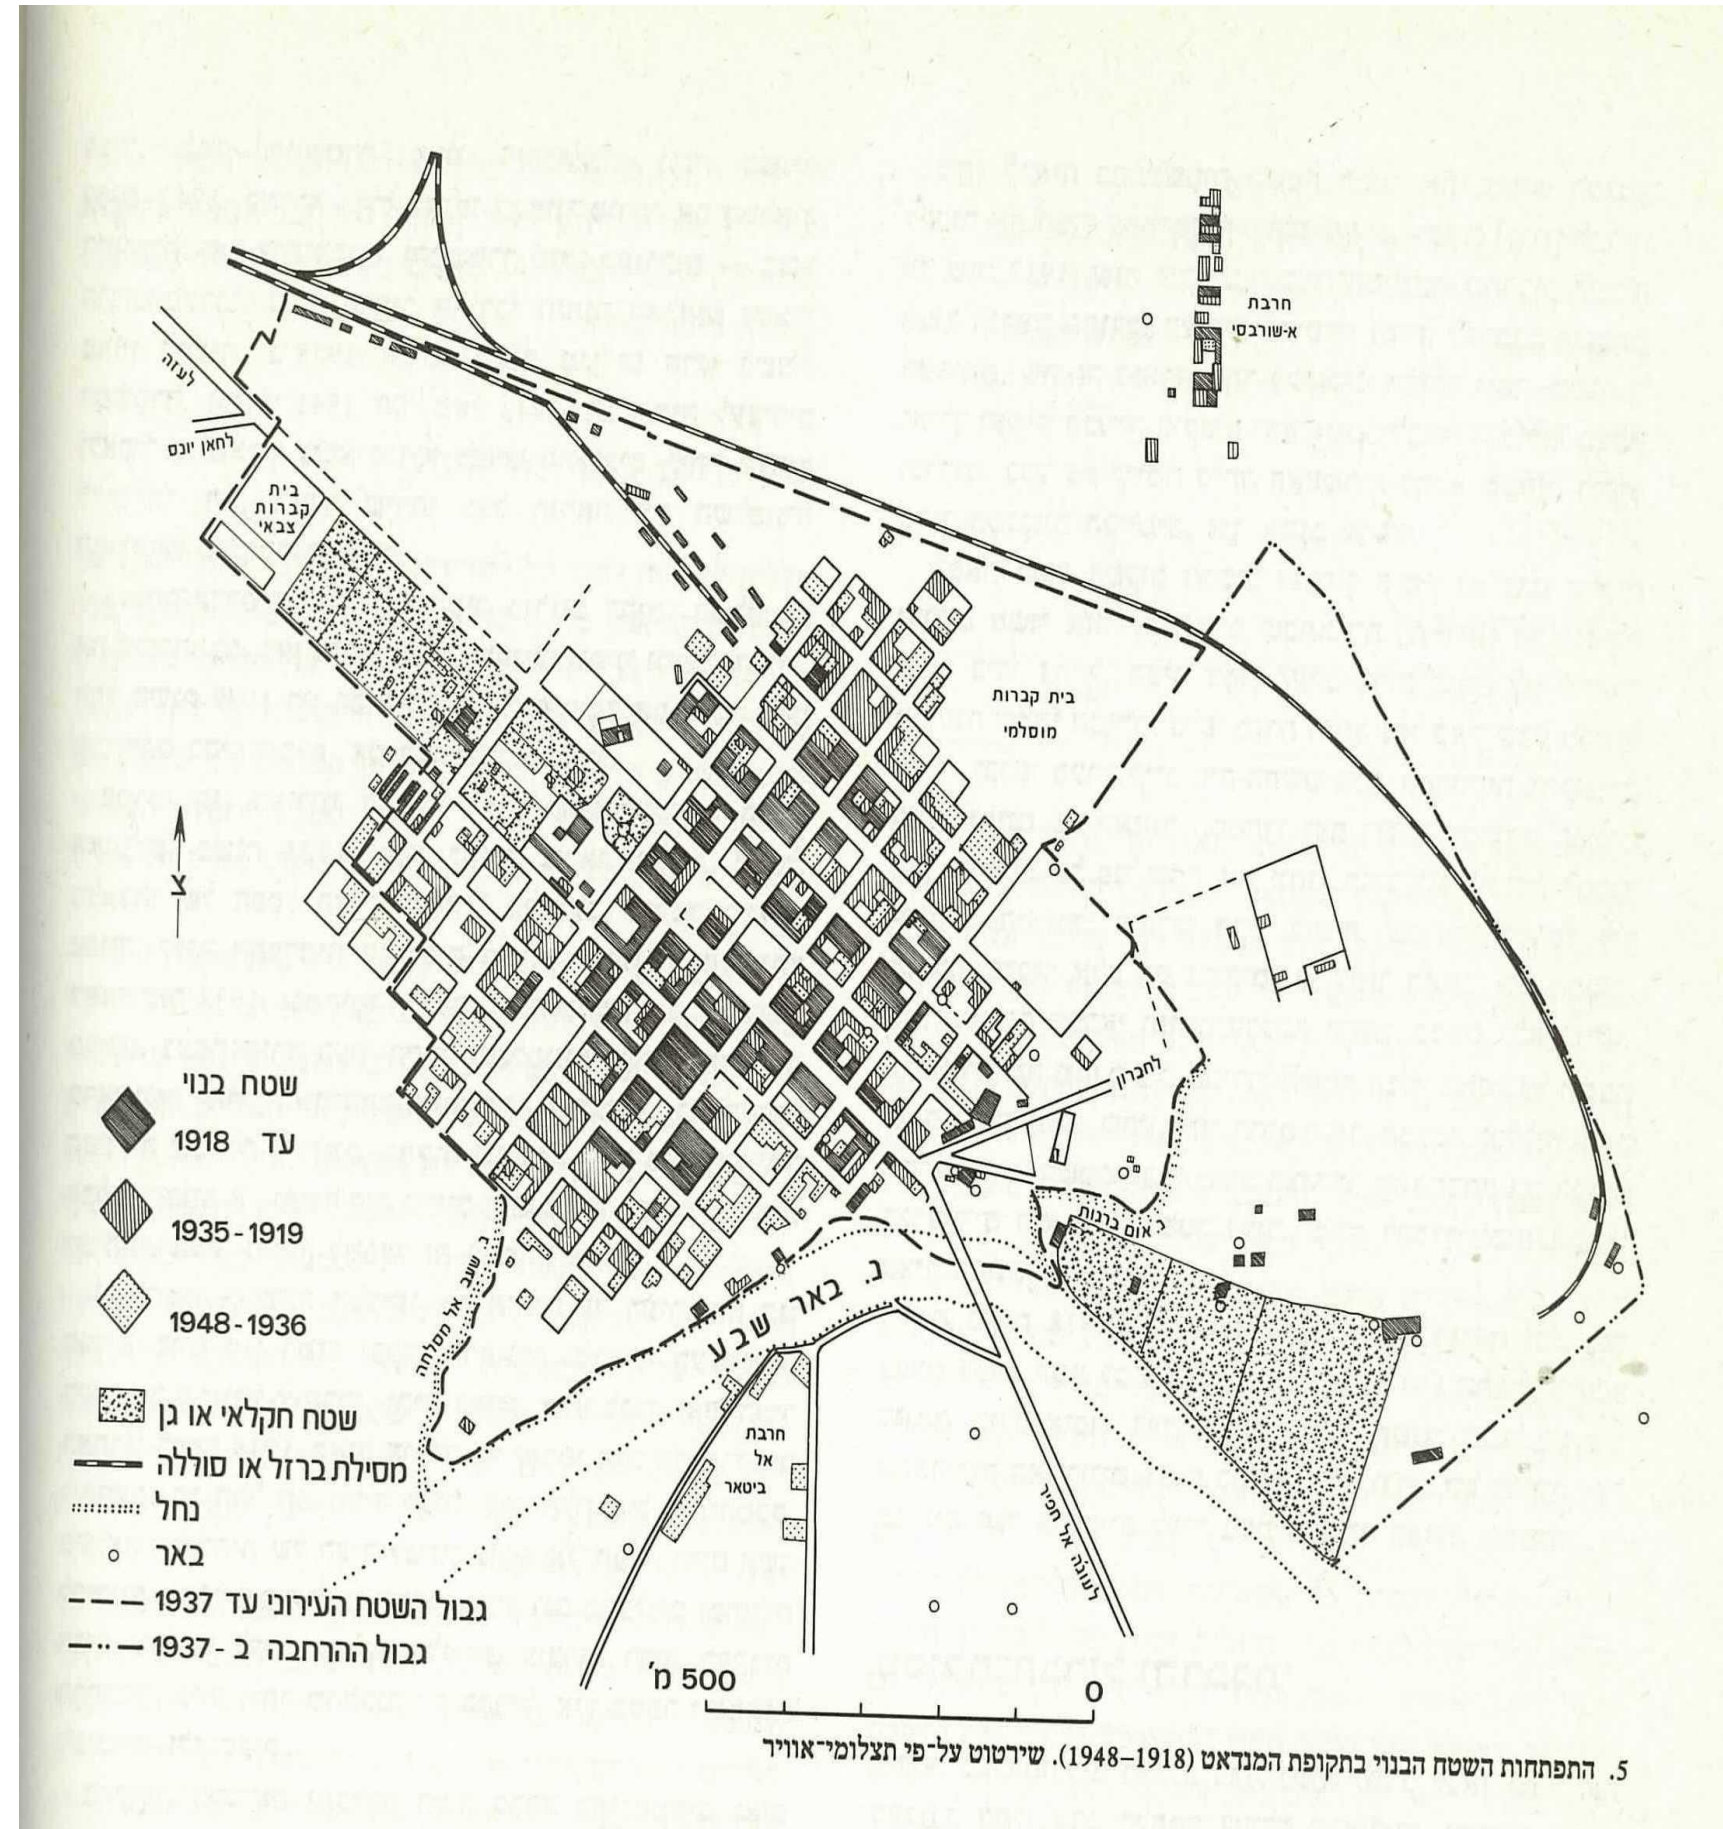 חרבת
א-שורבסי
לעזה
לחאן יונס
בית
קברות
צבאי
בית קברות
מוסלמי
צ
לחברון
נ אום ברנות
נ. באר שבע
נ שעב אל מסלחה
חרבת
אל
ביטאר
לעוג'ה אל חפיר
שטח בנוי
עד 1918
1935-1919
1948-1936
שטח חקלאי או גן
מסילת ברזל או סוללה
נחל
באר
גבול השטח העירוני עד 1937
גבול ההרחבה ב -1937
500 מ'
0
5. התפתחות השטח הבנוי בתקופת המנדאט (1918–1948). שירטוט על־פי תצלומי־אוויר